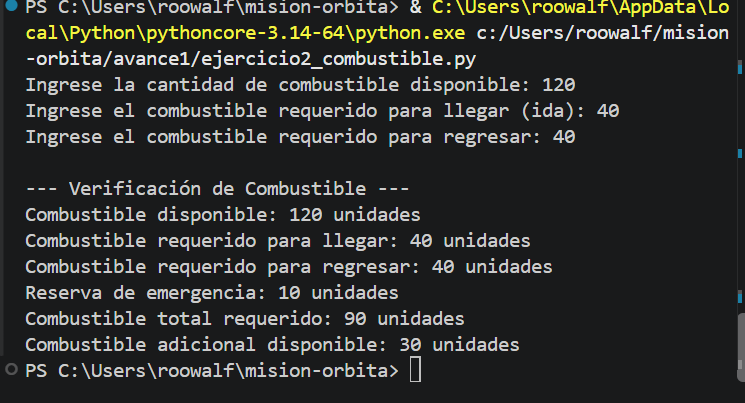 PS C:\Users\roowalf\mision-orbita> & C:\Users\roowalf\AppData\Lo
cal\Python\pythoncore-3.14-64\python.exe c:/Users/roowalf/mision
-orbita/avance1/ejercicio2_combustible.py
Ingrese la cantidad de combustible disponible: 120
Ingrese el combustible requerido para llegar (ida): 40
Ingrese el combustible requerido para regresar: 40

--- Verificación de Combustible ---
Combustible disponible: 120 unidades
Combustible requerido para llegar: 40 unidades
Combustible requerido para regresar: 40 unidades
Reserva de emergencia: 10 unidades
Combustible total requerido: 90 unidades
Combustible adicional disponible: 30 unidades
PS C:\Users\roowalf\mision-orbita>